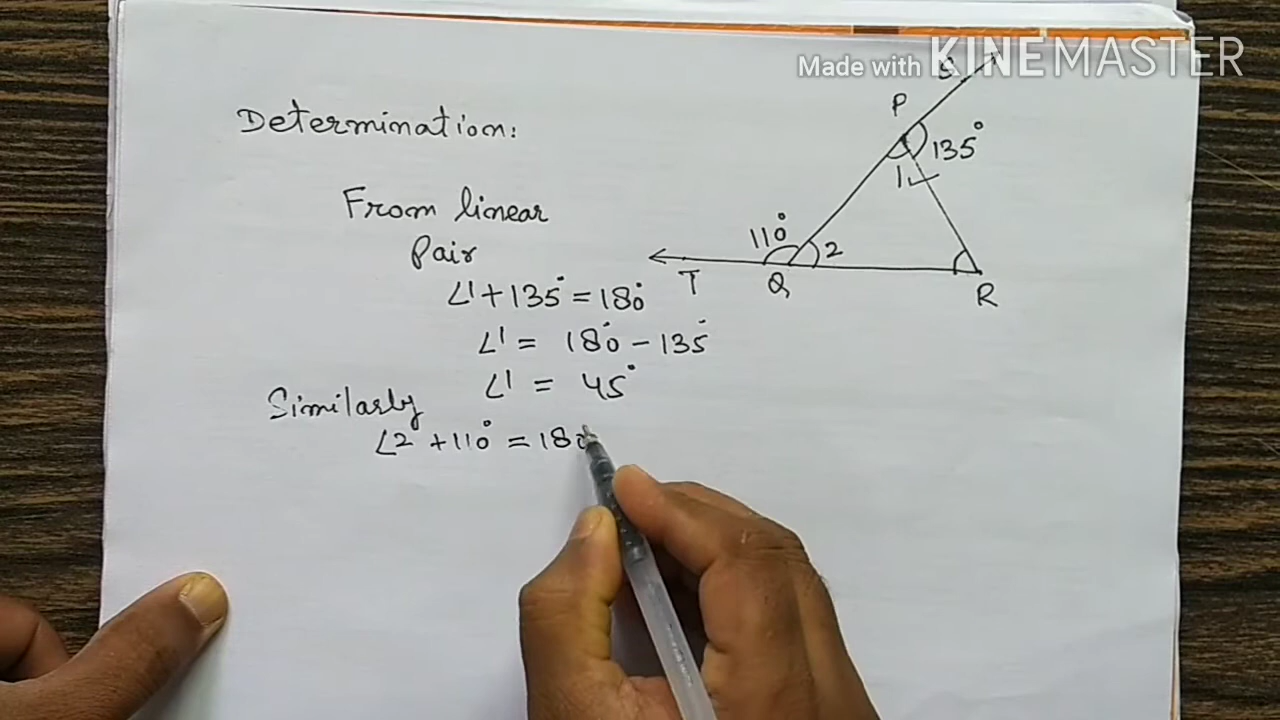 Made with KINEMASTER
S
P
135°
1
Determination:
From linear
Pair
110°
2
T
Q
R
∠1 + 135° = 180°
∠1 = 180° - 135°
∠1 = 45°
Similarly
∠2 + 110° = 180